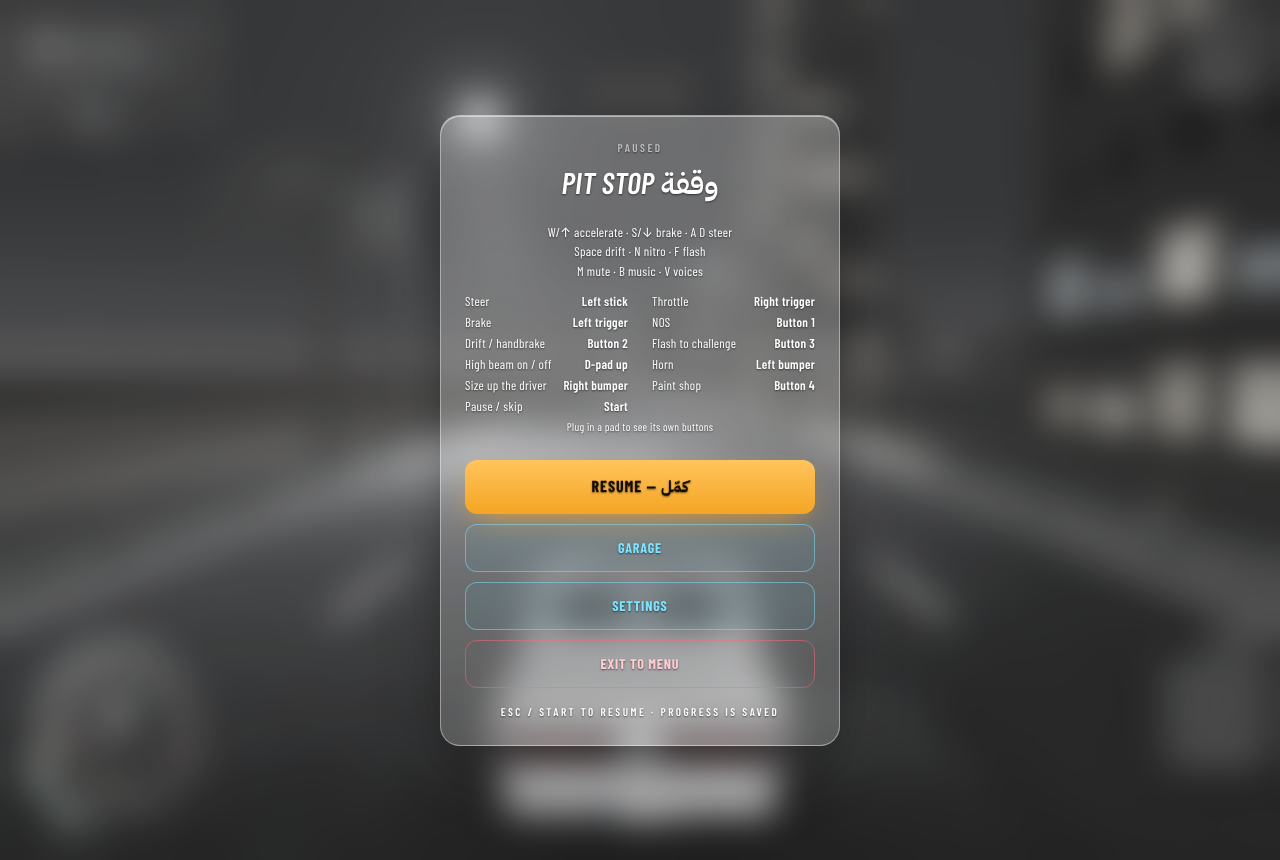 PAUSED
PIT STOP وقفة
W/↑ accelerate · S/↓ brake · A D steer
Space drift · N nitro · F flash
M mute · B music · V voices
Steer Left stick Throttle Right trigger
Brake Left trigger NOS Button 1
Drift / handbrake Button 2 Flash to challenge Button 3
High beam on / off D-pad up Horn Left bumper
Size up the driver Right bumper Paint shop Button 4
Pause / skip Start
Plug in a pad to see its own buttons
RESUME — كمّل
GARAGE
SETTINGS
EXIT TO MENU
ESC / START TO RESUME · PROGRESS IS SAVED